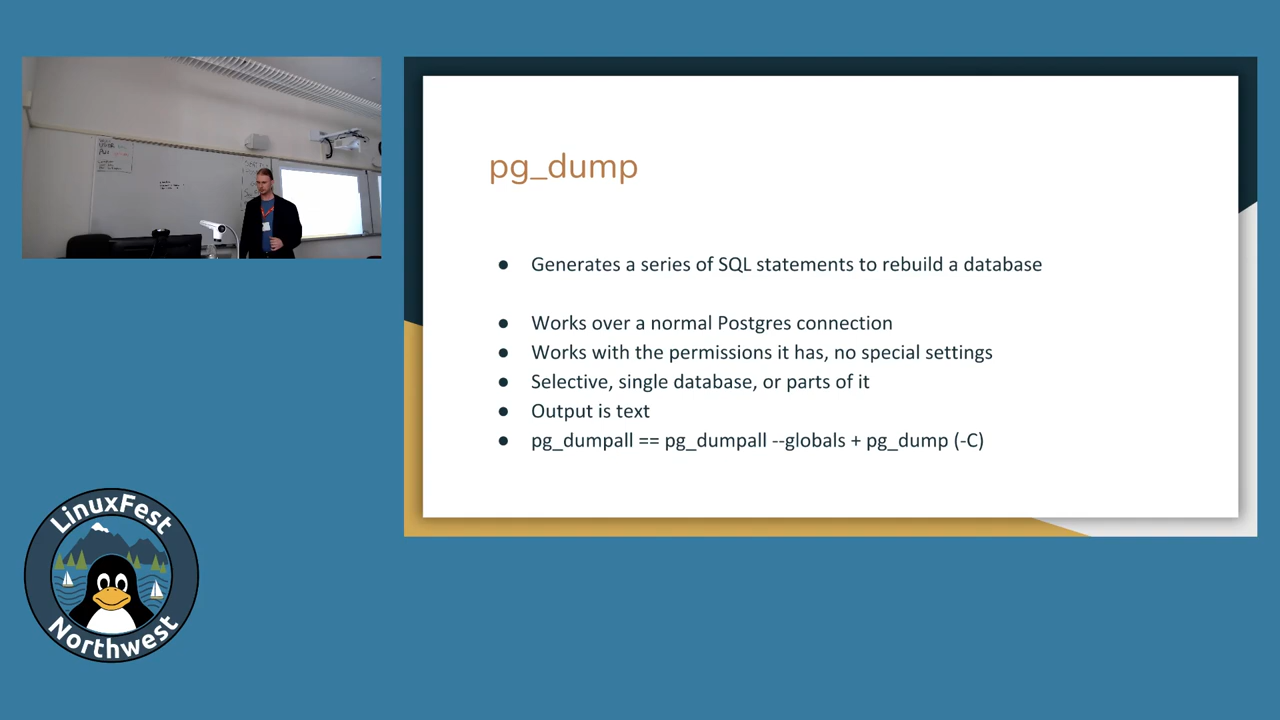 pg_dump
● Generates a series of SQL statements to rebuild a database
● Works over a normal Postgres connection
● Works with the permissions it has, no special settings
● Selective, single database, or parts of it
● Output is text
● pg_dumpall == pg_dumpall --globals + pg_dump (-C)
LinuxFest
Northwest